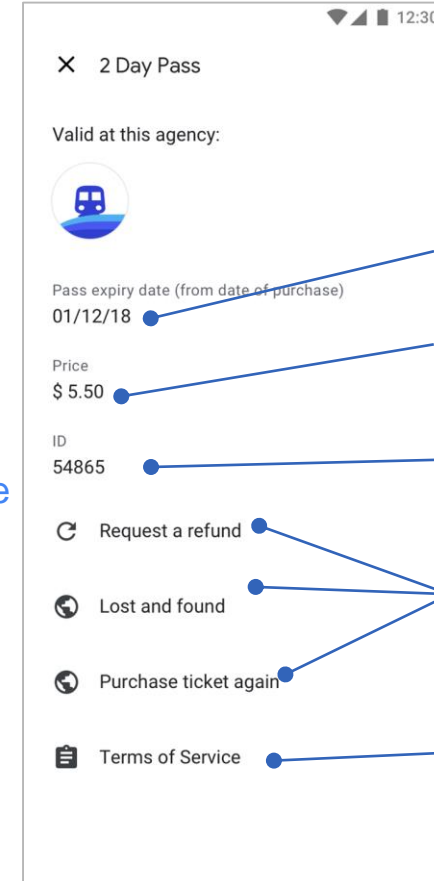 12:30
2 Day Pass
Valid at this agency:
Pass expiry date (from date of purchase)
01/12/18
Price
$ 5.50
ID
54865
e
Request a refund
Lost and found
Purchase ticket again
Terms of Service